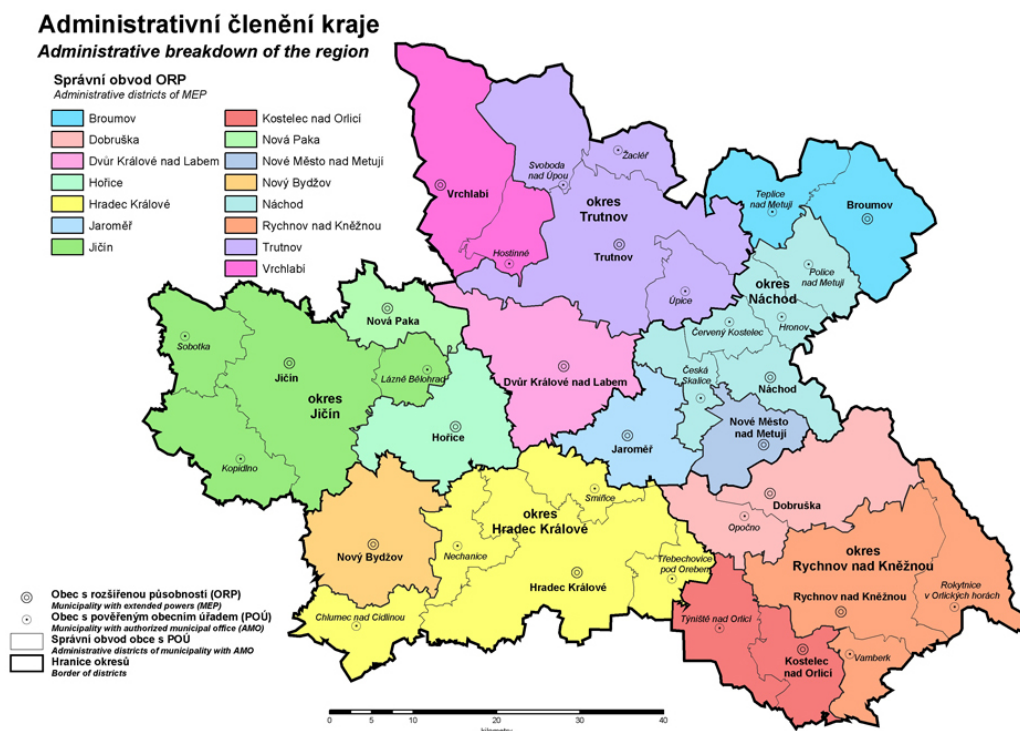 Administrativní členění kraje
Administrative breakdown of the region
Správní obvod ORP
Administrative districts of MEP
Broumov
Dobruška
Dvůr Králové nad Labem
Hořice
Hradec Králové
Jaroměř
Jičín
Kostelec nad Orlicí
Nová Paka
Nové Město nad Metují
Nový Bydžov
Náchod
Rychnov nad Kněžnou
Trutnov
Vrchlabí
Žacléř
Svoboda
nad Úpou
Vrchlabí
okres
Trutnov
Teplice
nad Metují
Broumov
Trutnov
Hostinné
Police
nad Metují
okres
Náchod
Úpice
Nová Paka
Hronov
Červený Kostelec
Sobotka
Jičín
Lázně Bělohrad
Dvůr Králové nad Labem
Česká
Skalice
Náchod
okres
Jičín
Nové Město
nad Metují
Hořice
Jaroměř
Kopidlno
Smiřice
Dobruška
okres
Hradec Králové
Opočno
Nový Bydžov
Nechanice
Třebechovice
pod Oreben
okres
Rychnov nad Kněžnou
Hradec Králové
Rychnov nad Kněžnou
Rokytnice
v Orlických horách
Chlumec nad Cidlinou
Týniště nad Orlicí
Kostelec
nad Orlicí
Vamberk
Obec s rozšířenou působností (ORP)
Municipality with extended powers (MEP)
Obec s pověřeným obecním úřadem (POÚ)
Municipality with authorized municipal office (AMO)
Správní obvod obce s POÚ
Administrative districts of municipality with AMO
Hranice okresů
Border of districts
0 5 10 20 30 40